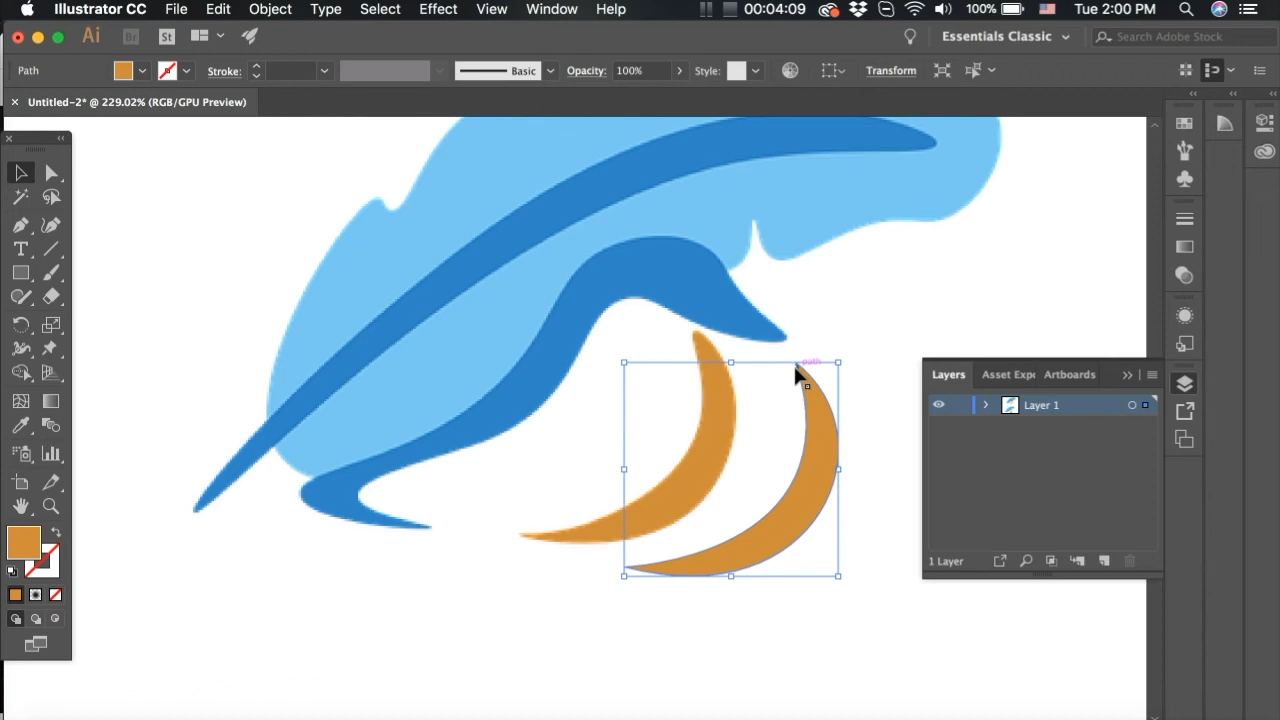 Illustrator CC File Edit Object Type Select Effect View Window Help 00:04:09 100% Tue 2:00 PM
Ai Br St Essentials Classic Search Adobe Stock
Path Stroke: Basic Opacity: 100% Style: Transform
× Untitled-2* @ 229.02% (RGB/GPU Preview)
path
Layers Asset Expo Artboards
Layer 1
1 Layer